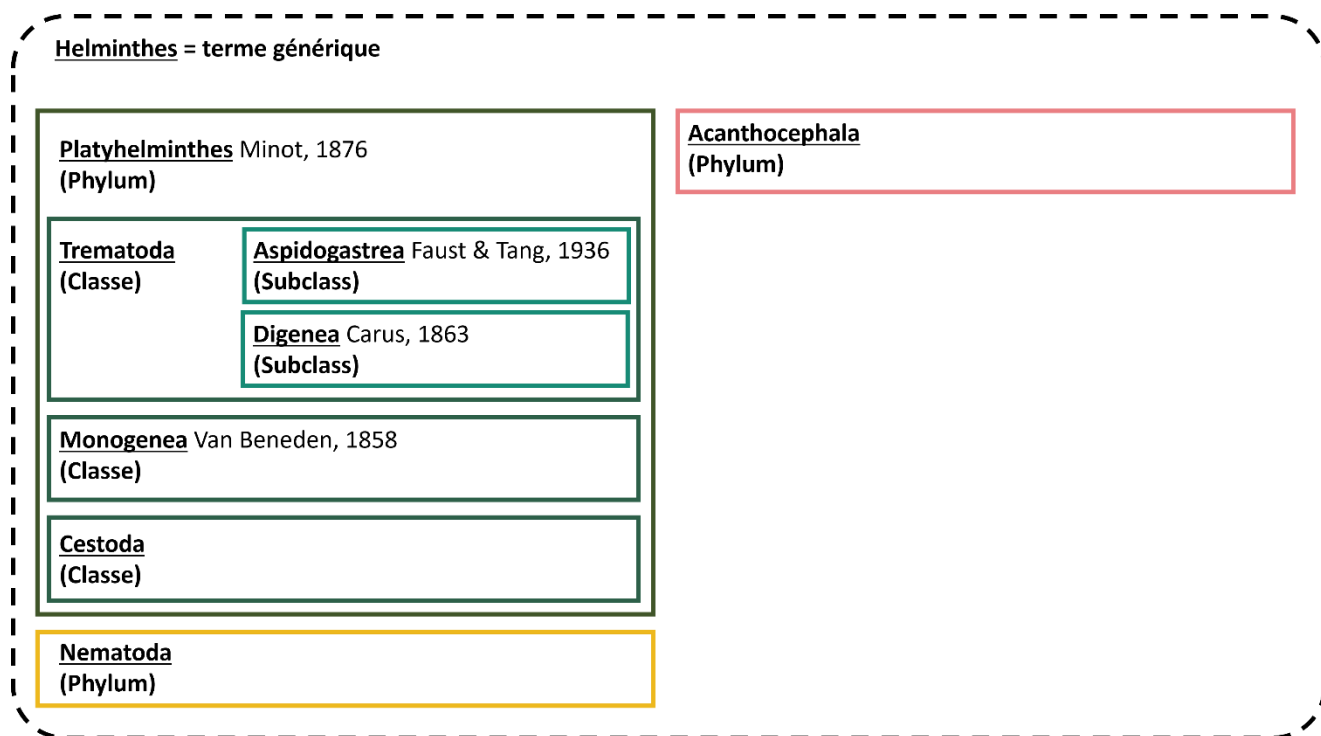 Helminthes = terme générique
Platyhelminthes Minot, 1876
(Phylum)
Trematoda
(Classe)
Aspidogastrea Faust & Tang, 1936
(Subclass)
Digenea Carus, 1863
(Subclass)
Monogenea Van Beneden, 1858
(Classe)
Cestoda
(Classe)
Nematoda
(Phylum)
Acanthocephala
(Phylum)